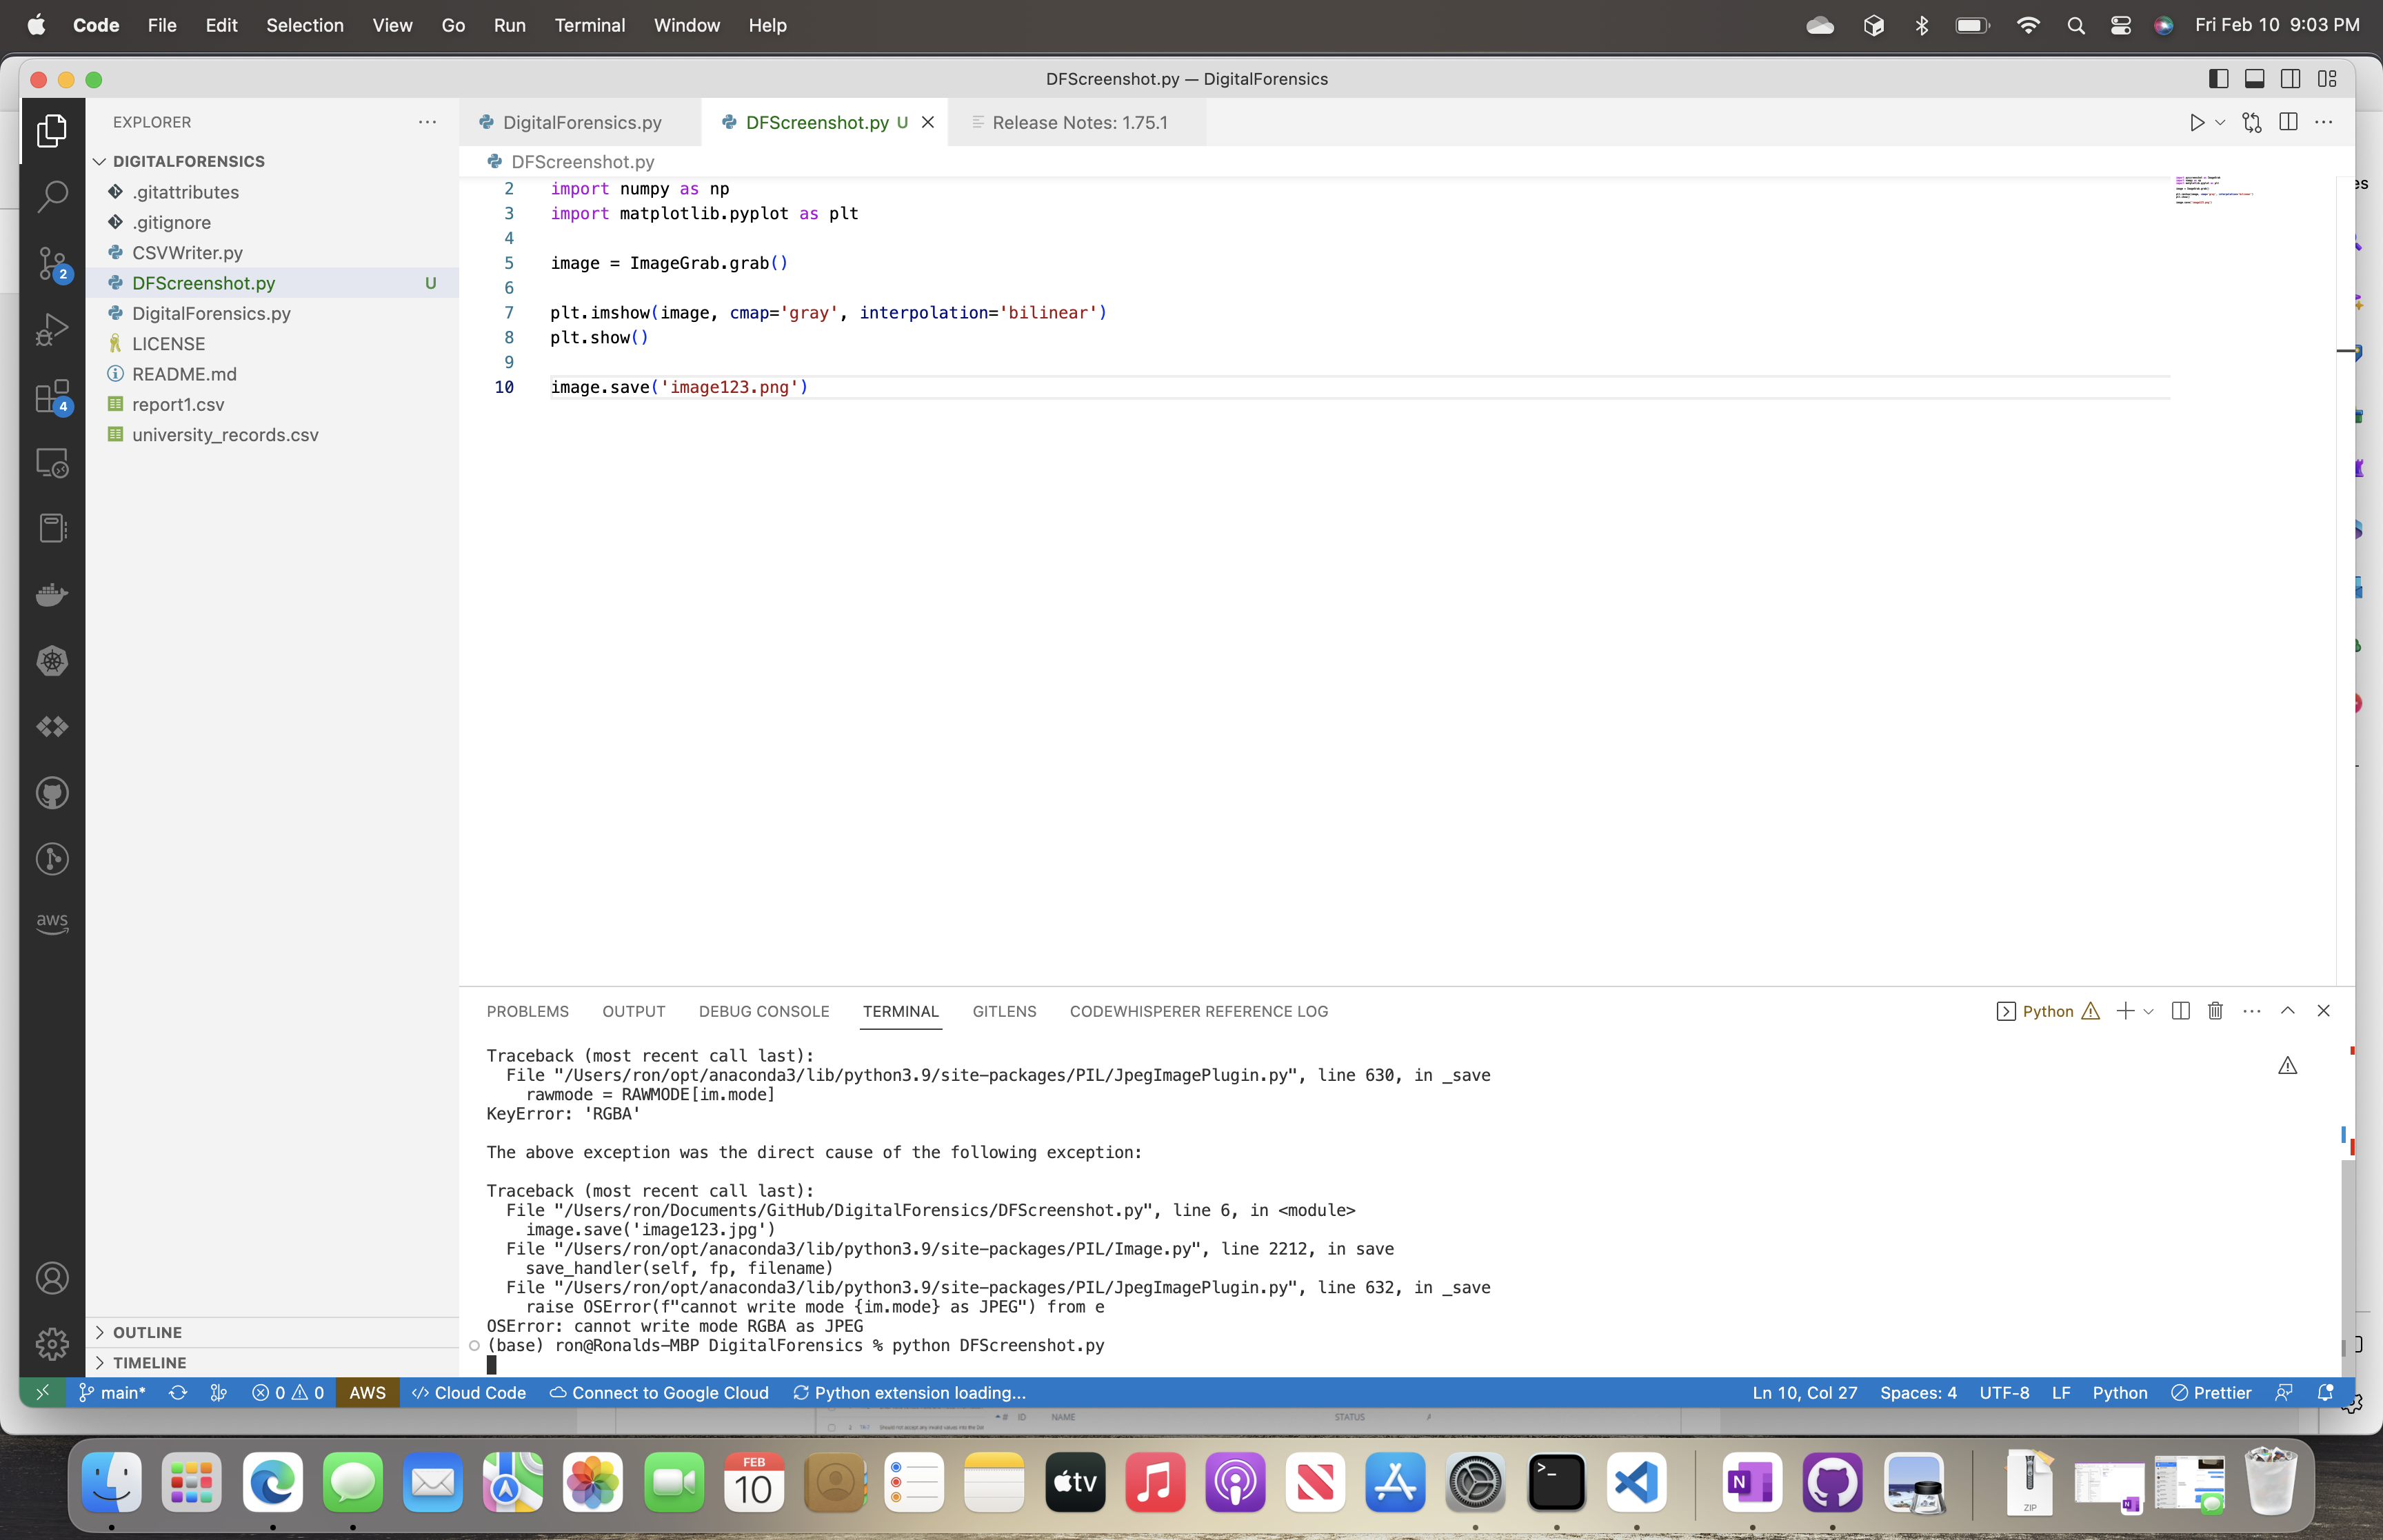 Code File Edit Selection View Go Run Terminal Window Help
Fri Feb 10 9:03 PM
DFScreenshot.py — DigitalForensics
EXPLORER
DIGITALFORENSICS
.gitattributes
.gitignore
CSVWriter.py
DFScreenshot.py U
DigitalForensics.py
LICENSE
README.md
report1.csv
university_records.csv
OUTLINE
TIMELINE
2
4
aws
DigitalForensics.py
DFScreenshot.py U
Release Notes: 1.75.1
DFScreenshot.py
2 import numpy as np
3 import matplotlib.pyplot as plt
4
5 image = ImageGrab.grab()
6
7 plt.imshow(image, cmap='gray', interpolation='bilinear')
8 plt.show()
9
10 image.save('image123.png')
es
PROBLEMS OUTPUT DEBUG CONSOLE TERMINAL GITLENS CODEWHISPERER REFERENCE LOG
Python
Traceback (most recent call last):
File "/Users/ron/opt/anaconda3/lib/python3.9/site-packages/PIL/JpegImagePlugin.py", line 630, in _save
rawmode = RAWMODE[im.mode]
KeyError: 'RGBA'
The above exception was the direct cause of the following exception:
Traceback (most recent call last):
File "/Users/ron/Documents/GitHub/DigitalForensics/DFScreenshot.py", line 6, in <module>
image.save('image123.jpg')
File "/Users/ron/opt/anaconda3/lib/python3.9/site-packages/PIL/Image.py", line 2212, in save
save_handler(self, fp, filename)
File "/Users/ron/opt/anaconda3/lib/python3.9/site-packages/PIL/JpegImagePlugin.py", line 632, in _save
raise OSError(f"cannot write mode {im.mode} as JPEG") from e
OSError: cannot write mode RGBA as JPEG
(base) ron@Ronalds-MBP DigitalForensics % python DFScreenshot.py
main* 0 0 AWS Cloud Code Connect to Google Cloud Python extension loading...
Ln 10, Col 27 Spaces: 4 UTF-8 LF Python Prettier
ID NAME STATUS
FEB
10
tv
N
ZIP